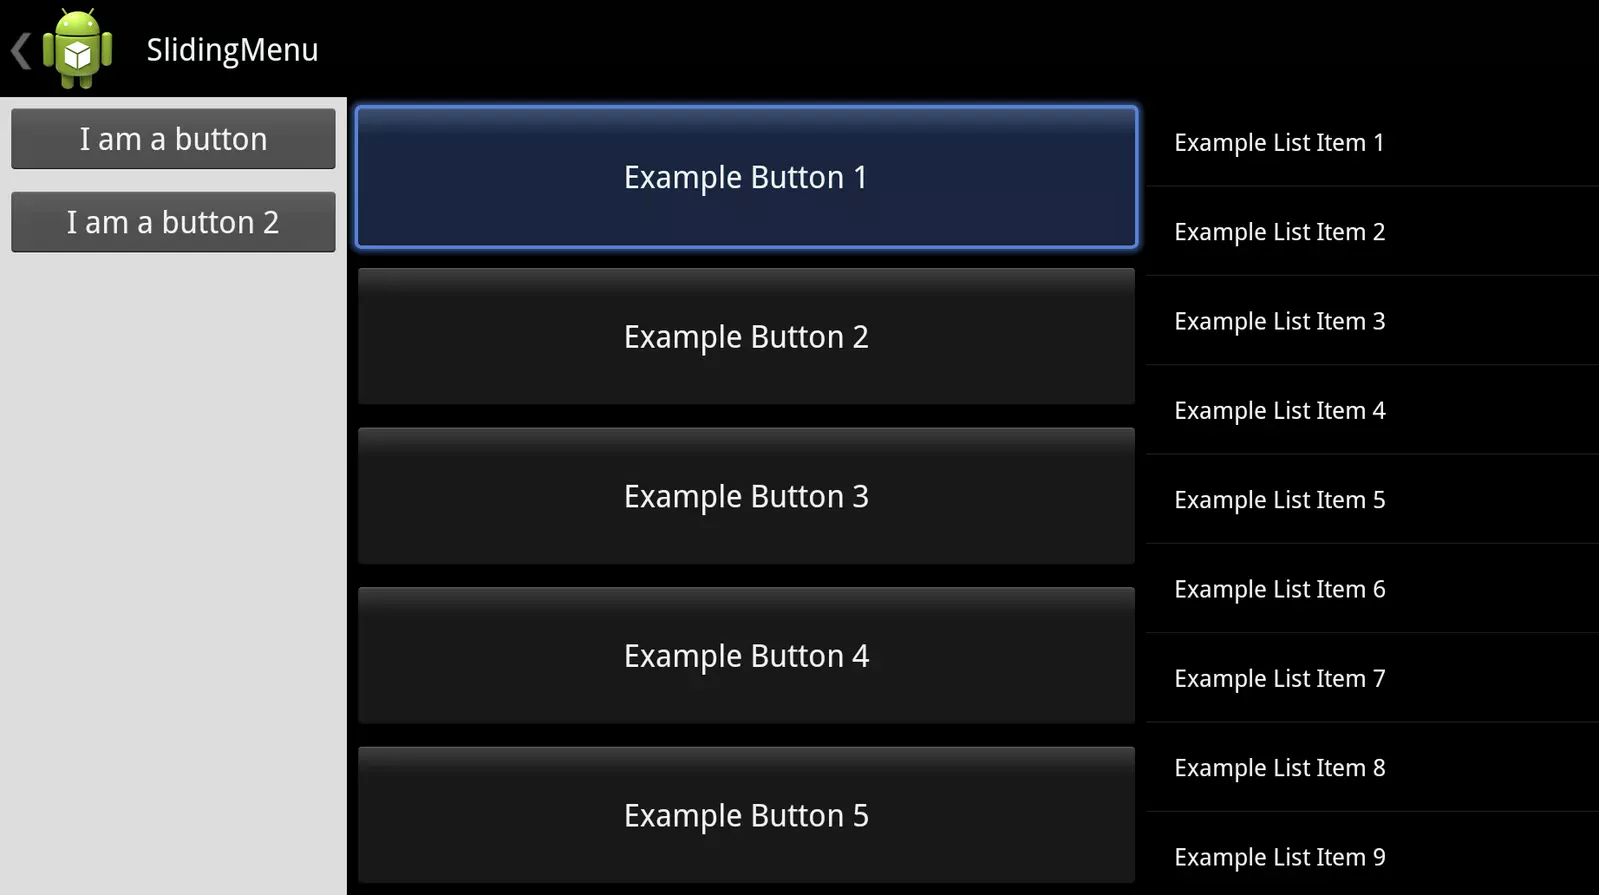 SlidingMenu
I am a button
I am a button 2
Example Button 1
Example Button 2
Example Button 3
Example Button 4
Example Button 5
Example List Item 1
Example List Item 2
Example List Item 3
Example List Item 4
Example List Item 5
Example List Item 6
Example List Item 7
Example List Item 8
Example List Item 9